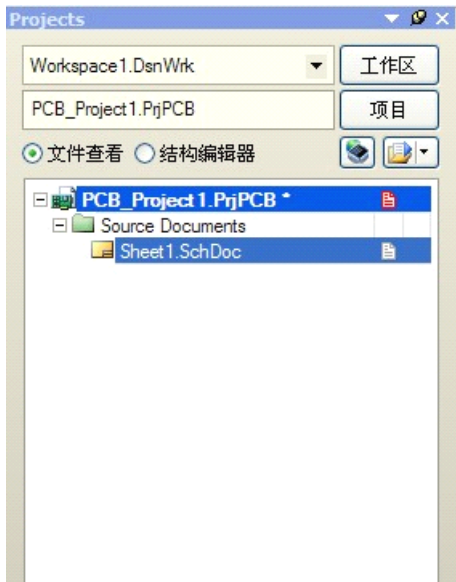 Projects
Workspace1.DsnWrk
工作区
PCB_Project1.PrjPCB
项目
文件查看 结构编辑器
PCB_Project1.PrjPCB *
Source Documents
Sheet1.SchDoc